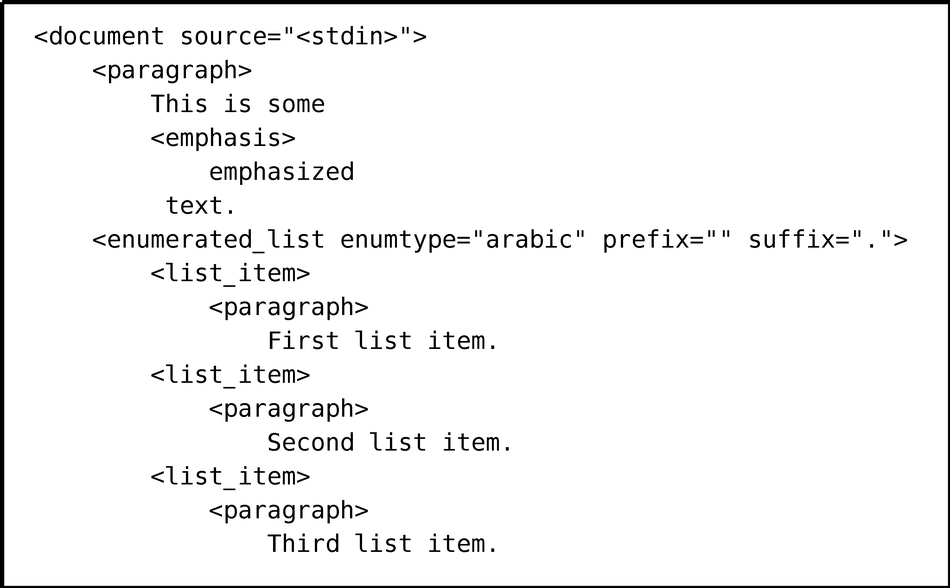 <document source="<stdin>">
    <paragraph>
        This is some
        <emphasis>
            emphasized
         text.
    <enumerated_list enumtype="arabic" prefix="" suffix=".">
        <list_item>
            <paragraph>
                First list item.
        <list_item>
            <paragraph>
                Second list item.
        <list_item>
            <paragraph>
                Third list item.